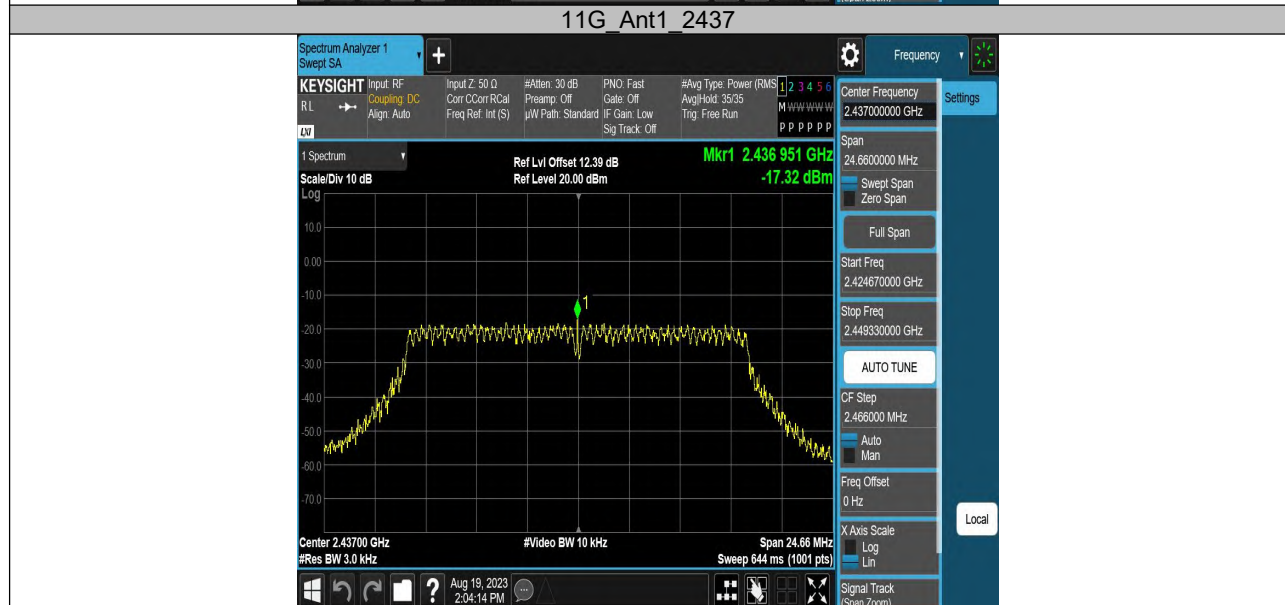 (Span Zoom)
11G_Ant1_2437
Spectrum Analyzer 1
Swept SA
+
Frequency
KEYSIGHT
RL
LXI
Input: RF
Coupling: DC
Align: Auto
Input Z: 50 Ω
Corr CCorr RCal
Freq Ref: Int (S)
#Atten: 30 dB
Preamp: Off
µW Path: Standard
PNO: Fast
Gate: Off
IF Gain: Low
Sig Track: Off
#Avg Type: Power (RMS
Avg|Hold: 35/35
Trig: Free Run
1 2 3 4 5 6
M W W W W W
P P P P P P
Center Frequency
2.437000000 GHz
Settings
1 Spectrum
Scale/Div 10 dB
Ref Lvl Offset 12.39 dB
Ref Level 20.00 dBm
Mkr1 2.436 951 GHz
-17.32 dBm
Span
24.6600000 MHz
Swept Span
Zero Span
Full Span
Start Freq
2.424670000 GHz
Stop Freq
2.449330000 GHz
AUTO TUNE
CF Step
2.466000 MHz
Auto
Man
Freq Offset
0 Hz
X Axis Scale
Log
Lin
Local
Signal Track
(Span Zoom)
Log
10.0
0.00
-10.0
-20.0
-30.0
-40.0
-50.0
-60.0
-70.0
1
Center 2.43700 GHz
#Res BW 3.0 kHz
#Video BW 10 kHz
Span 24.66 MHz
Sweep 644 ms (1001 pts)
?
Aug 19, 2023
2:04:14 PM